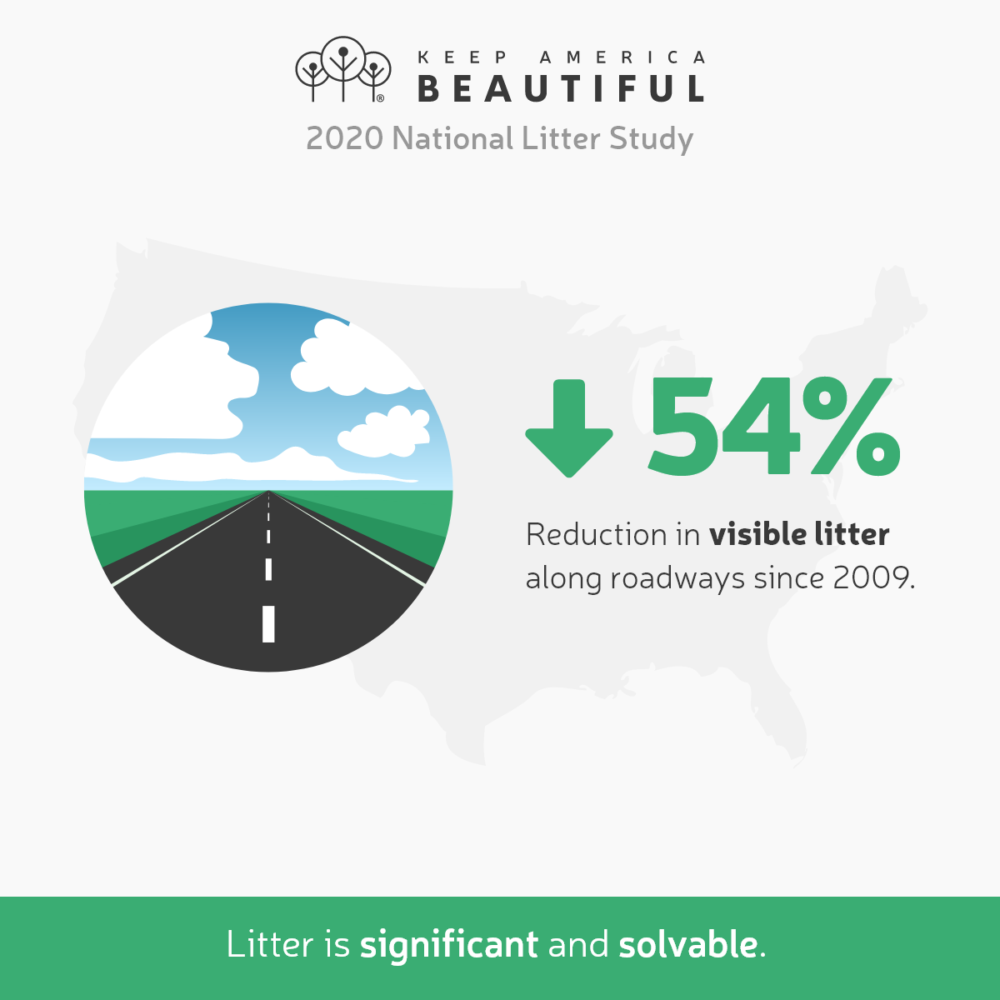 KEEP AMERICA
BEAUTIFUL
®
2020 National Litter Study
54%
Reduction in visible litter
along roadways since 2009.
Litter is significant and solvable.